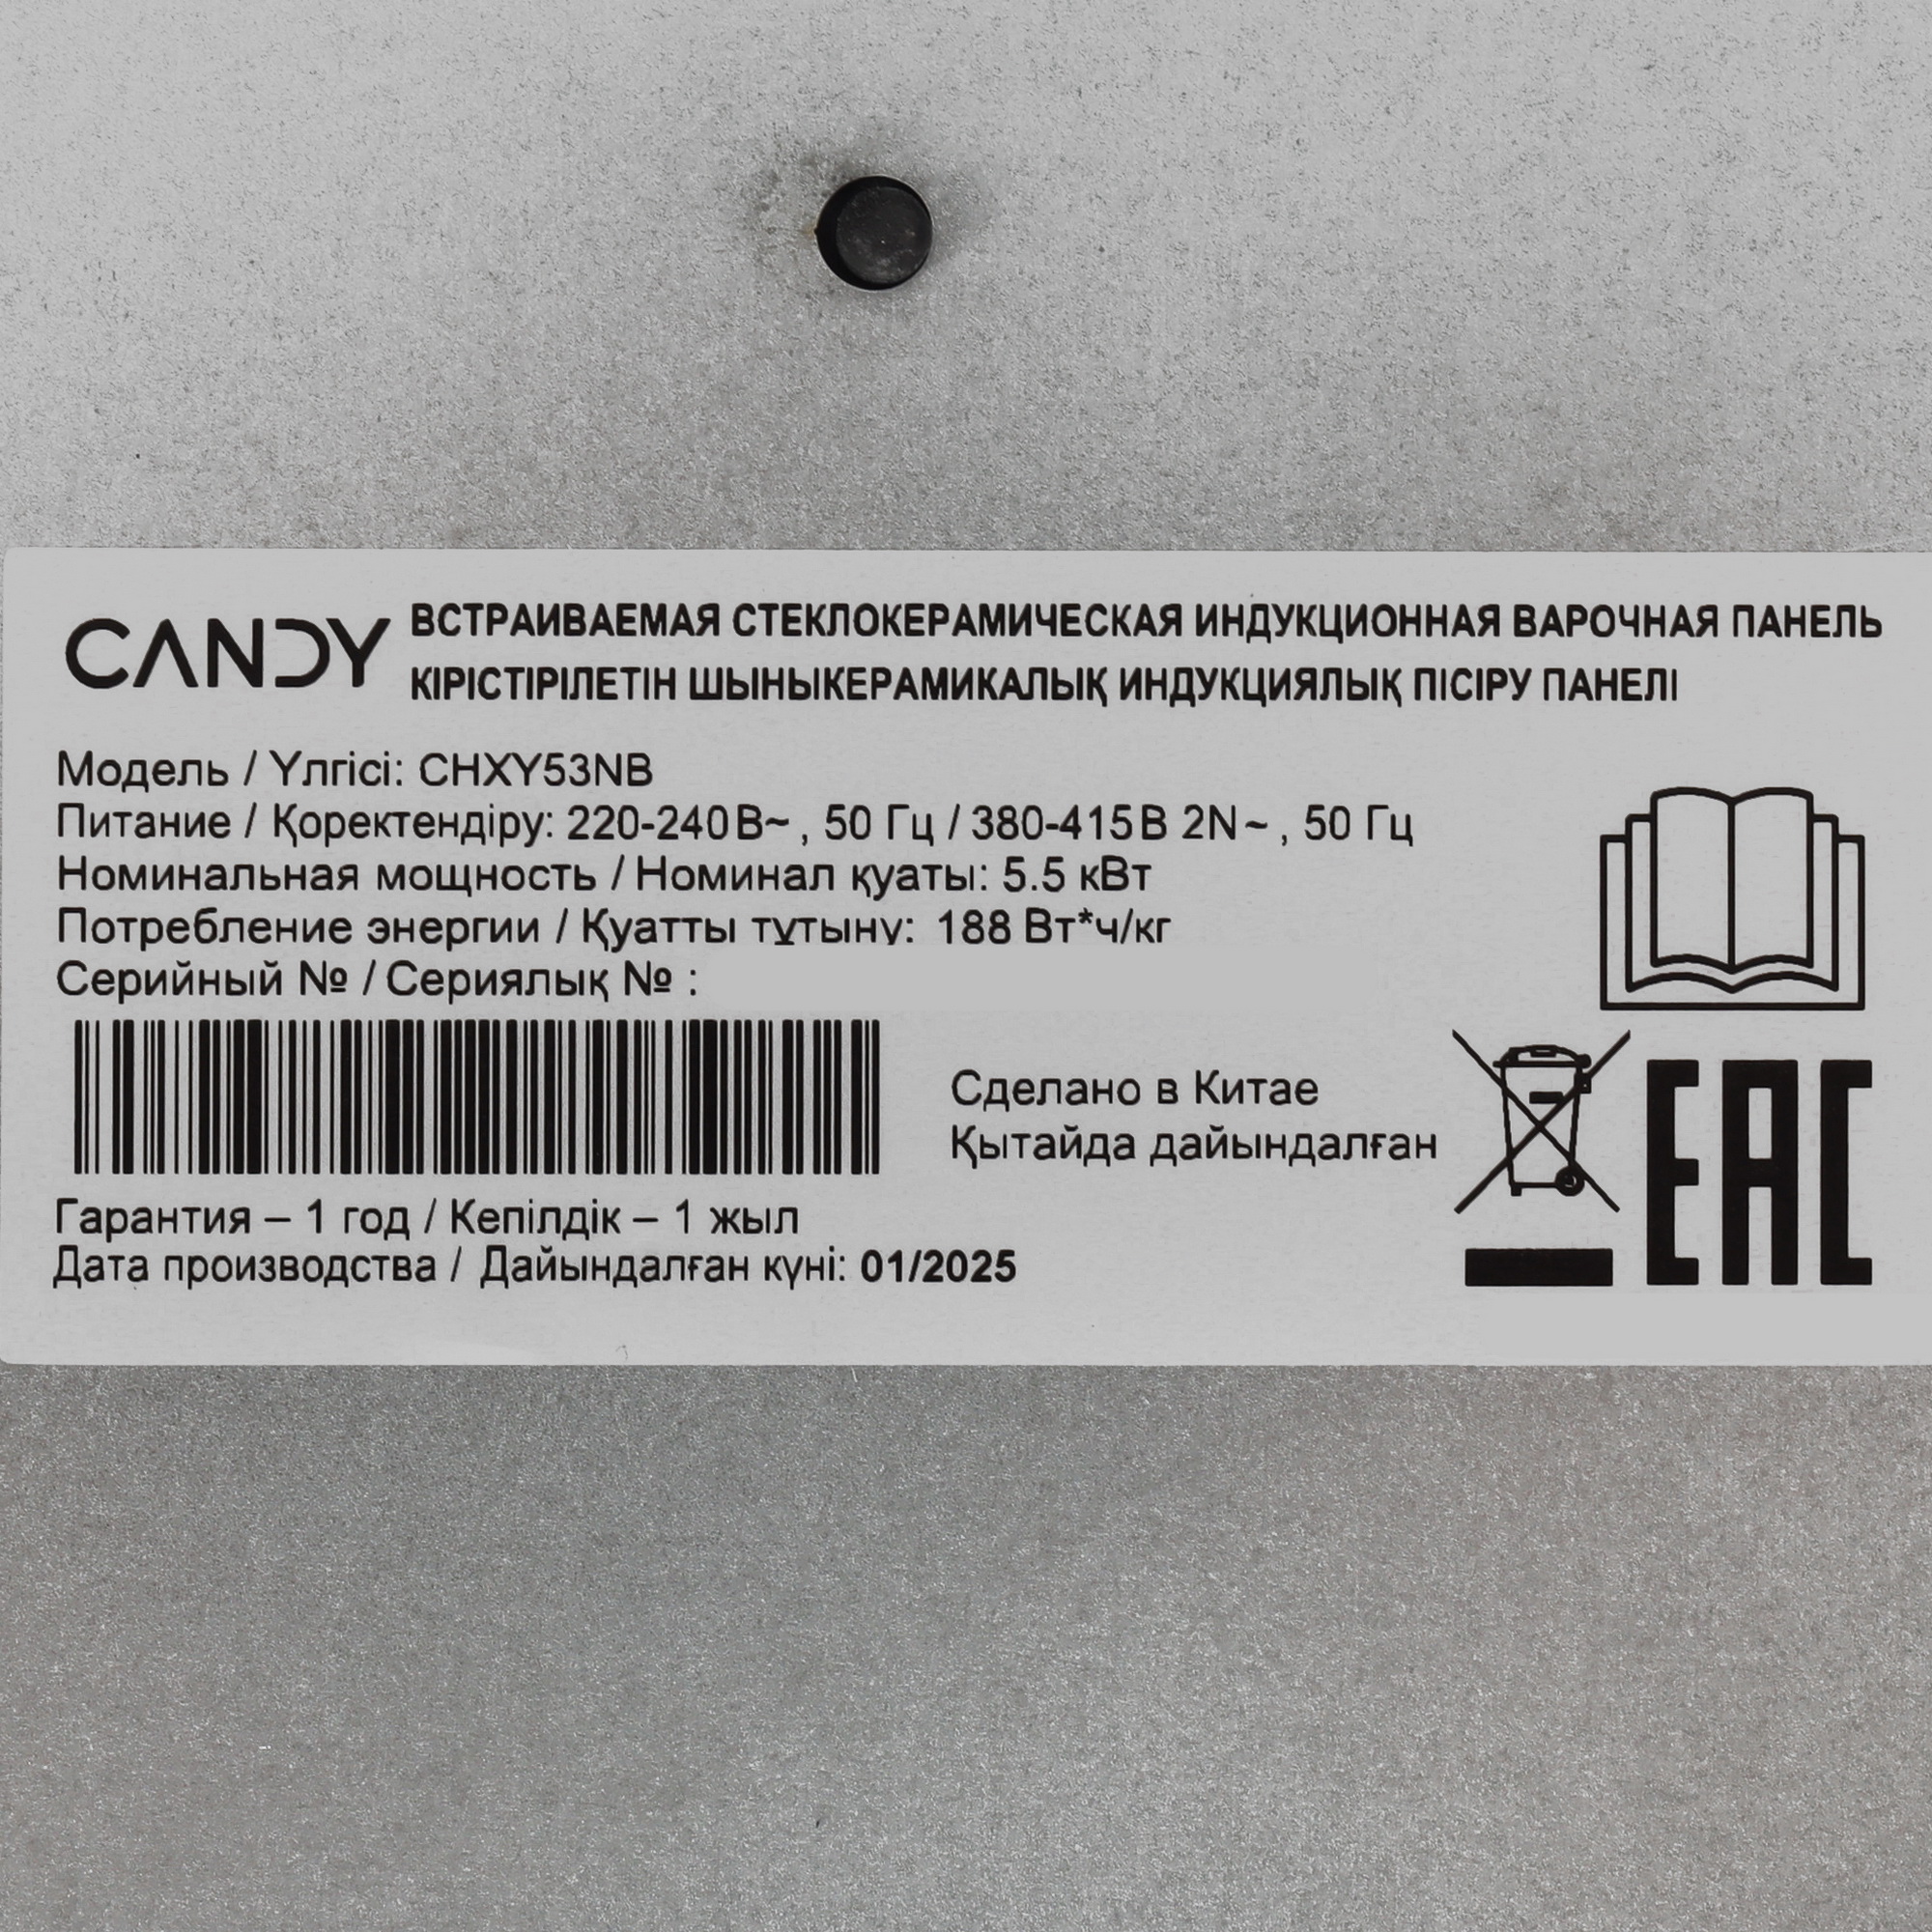 CANDY ВСТРАИВАЕМАЯ СТЕКЛОКЕРАМИЧЕСКАЯ ИНДУКЦИОННАЯ ВАРОЧНАЯ ПАНЕЛЬ
КІРІСТІРІЛЕТІН ШЫНЫКЕРАМИКАЛЫҚ ИНДУКЦИЯЛЫҚ ПІСІРУ ПАНЕЛІ
Модель / Үлгісі: CHXY53NB
Питание / Қоректендіру: 220-240В~ , 50 Гц / 380-415В 2N~ , 50 Гц
Номинальная мощность / Номинал қуаты: 5.5 кВт
Потребление энергии / Қуатты тұтыну: 188 Вт*ч/кг
Серийный № / Сериялық № :
Сделано в Китае
Қытайда дайындалған
EAC
Гарантия – 1 год / Кепілдік – 1 жыл
Дата производства / Дайындалған күні: 01/2025